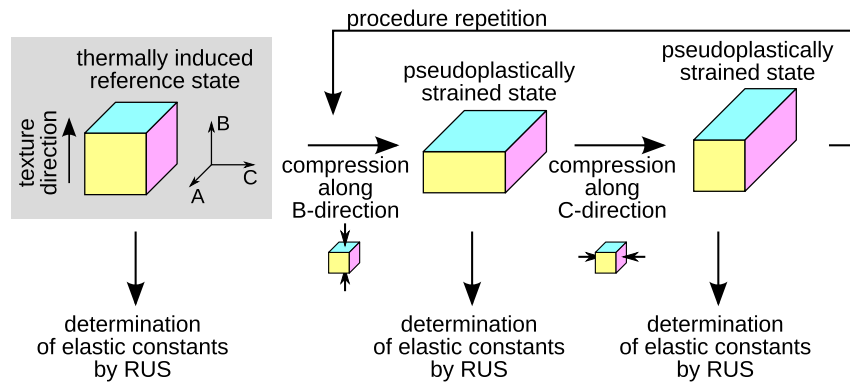 procedure repetition
thermally induced
reference state
texture
direction
B
C
A
compression
along
B-direction
pseudoplastically
strained state
compression
along
C-direction
pseudoplastically
strained state
determination
of elastic constants
by RUS
determination
of elastic constants
by RUS
determination
of elastic constants
by RUS